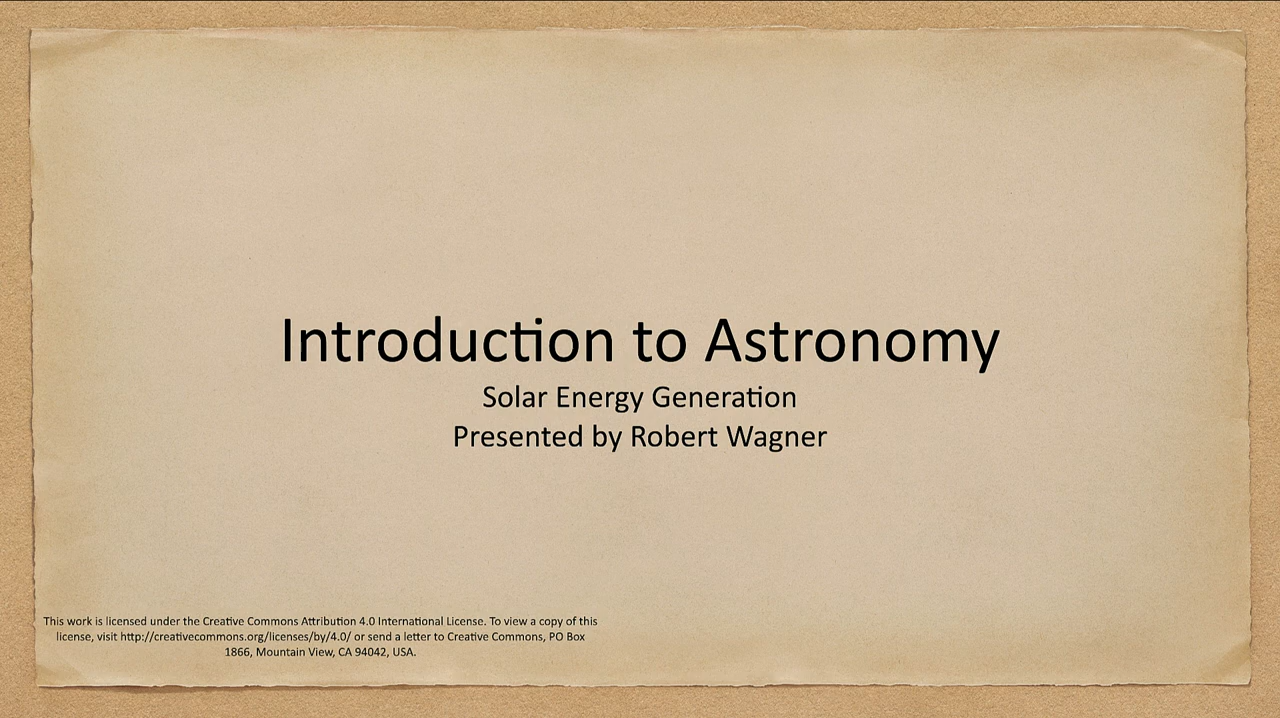 Introduction to Astronomy
Solar Energy Generation
Presented by Robert Wagner
This work is licensed under the Creative Commons Attribution 4.0 International License. To view a copy of this
license, visit http://creativecommons.org/licenses/by/4.0/ or send a letter to Creative Commons, PO Box
1866, Mountain View, CA 94042, USA.